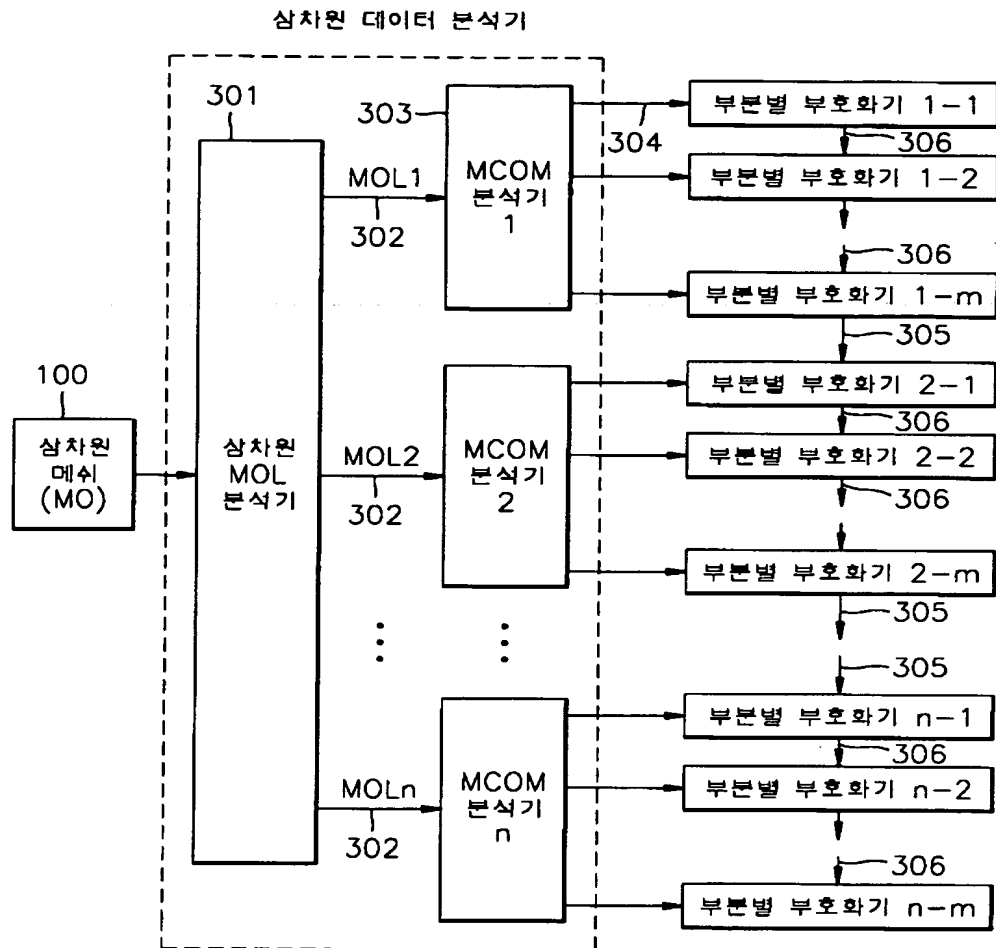 삼차원 데이터 분석기
301
303
304
부분별 부호화기 1-1
306
MOL1
302
MCOM
분석기
1
부분별 부호화기 1-2
306
부분별 부호화기 1-m
305
100
삼차원
메쉬
(MO)
삼차원
MOL
분석기
MOL2
302
MCOM
분석기
2
부분별 부호화기 2-1
306
부분별 부호화기 2-2
306
부분별 부호화기 2-m
305
305
MOLn
302
MCOM
분석기
n
부분별 부호화기 n-1
306
부분별 부호화기 n-2
306
부분별 부호화기 n-m